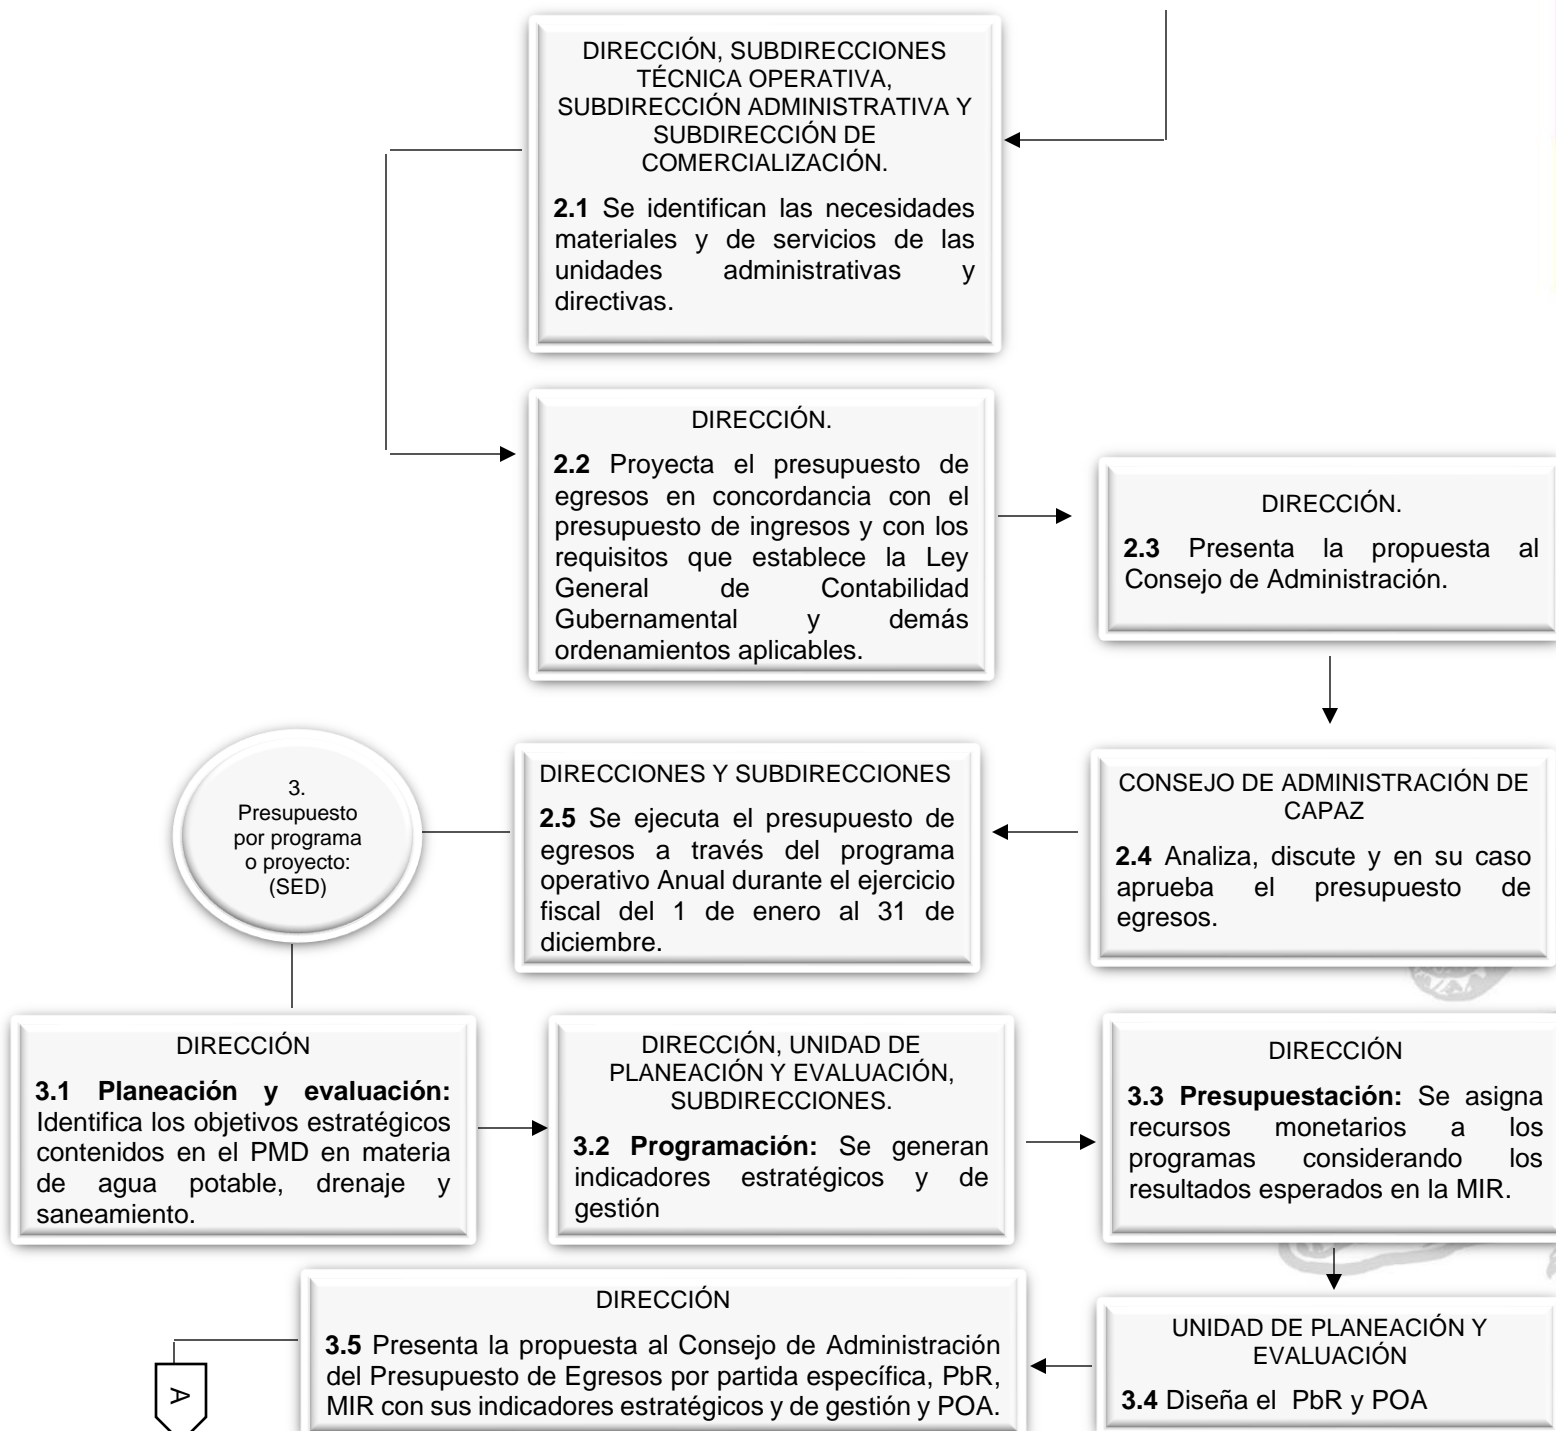 DIRECCIÓN, SUBDIRECCIONES
TÉCNICA OPERATIVA,
SUBDIRECCIÓN ADMINISTRATIVA Y
SUBDIRECCIÓN DE
COMERCIALIZACIÓN.
2.1 Se identifican las necesidades
materiales y de servicios de las
unidades administrativas y
directivas.
DIRECCIÓN.
2.2 Proyecta el presupuesto de
egresos en concordancia con el
presupuesto de ingresos y con los
requisitos que establece la Ley
General de Contabilidad
Gubernamental y demás
ordenamientos aplicables.
DIRECCIÓN.
2.3 Presenta la propuesta al
Consejo de Administración.
CONSEJO DE ADMINISTRACIÓN DE
CAPAZ
2.4 Analiza, discute y en su caso
aprueba el presupuesto de
egresos.
DIRECCIONES Y SUBDIRECCIONES
2.5 Se ejecuta el presupuesto de
egresos a través del programa
operativo Anual durante el ejercicio
fiscal del 1 de enero al 31 de
diciembre.
3.
Presupuesto
por programa
o proyecto:
(SED)
DIRECCIÓN
3.1 Planeación y evaluación:
Identifica los objetivos estratégicos
contenidos en el PMD en materia
de agua potable, drenaje y
saneamiento.
DIRECCIÓN, UNIDAD DE
PLANEACIÓN Y EVALUACIÓN,
SUBDIRECCIONES.
3.2 Programación: Se generan
indicadores estratégicos y de
gestión
DIRECCIÓN
3.3 Presupuestación: Se asigna
recursos monetarios a los
programas considerando los
resultados esperados en la MIR.
UNIDAD DE PLANEACIÓN Y
EVALUACIÓN
3.4 Diseña el PbR y POA
DIRECCIÓN
3.5 Presenta la propuesta al Consejo de Administración
del Presupuesto de Egresos por partida específica, PbR,
MIR con sus indicadores estratégicos y de gestión y POA.
A